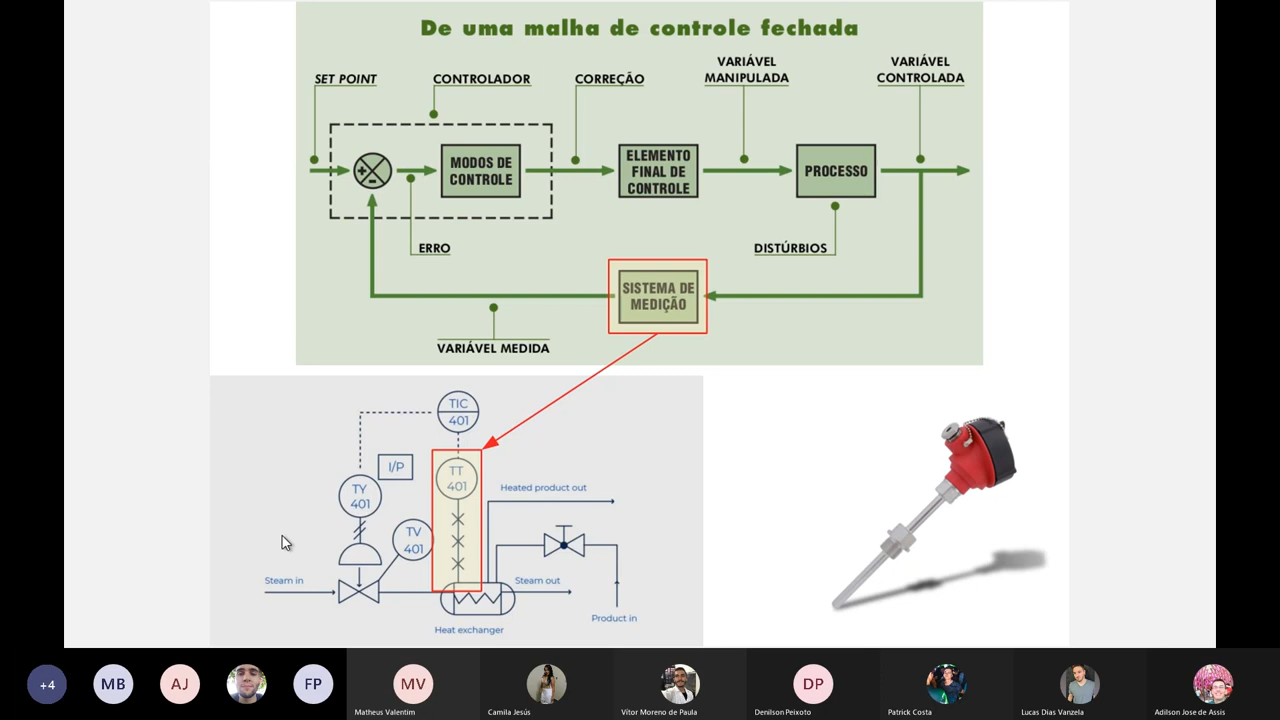 De uma malha de controle fechada
SET POINT
CONTROLADOR
CORREÇÃO
VARIÁVEL
MANIPULADA
VARIÁVEL
CONTROLADA
+
-
MODOS DE
CONTROLE
ELEMENTO
FINAL DE
CONTROLE
PROCESSO
ERRO
DISTÚRBIOS
SISTEMA DE
MEDIÇÃO
VARIÁVEL MEDIDA
TIC
401
I/P
TT
401
TY
401
TV
401
Heated product out
Steam in
Steam out
Product in
Heat exchanger
+4
MB
AJ
FP
MV
DP
Matheus Valentim
Camila Jesús
Vítor Moreno de Paula
Denilson Peixoto
Patrick Costa
Lucas Dias Vanzela
Adilson Jose de Assis